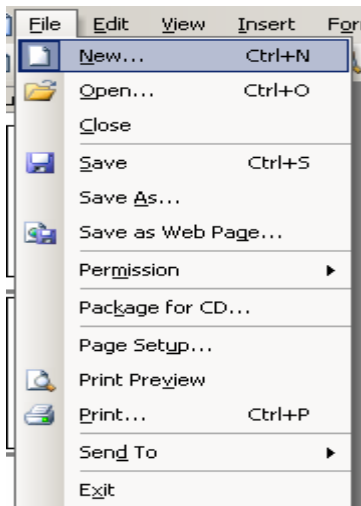 File Edit View Insert For
New... Ctrl+N
Open... Ctrl+O
Close
Save Ctrl+S
Save As...
Save as Web Page...
Permission
Package for CD...
Page Setup...
Print Preview
Print... Ctrl+P
Send To
Exit